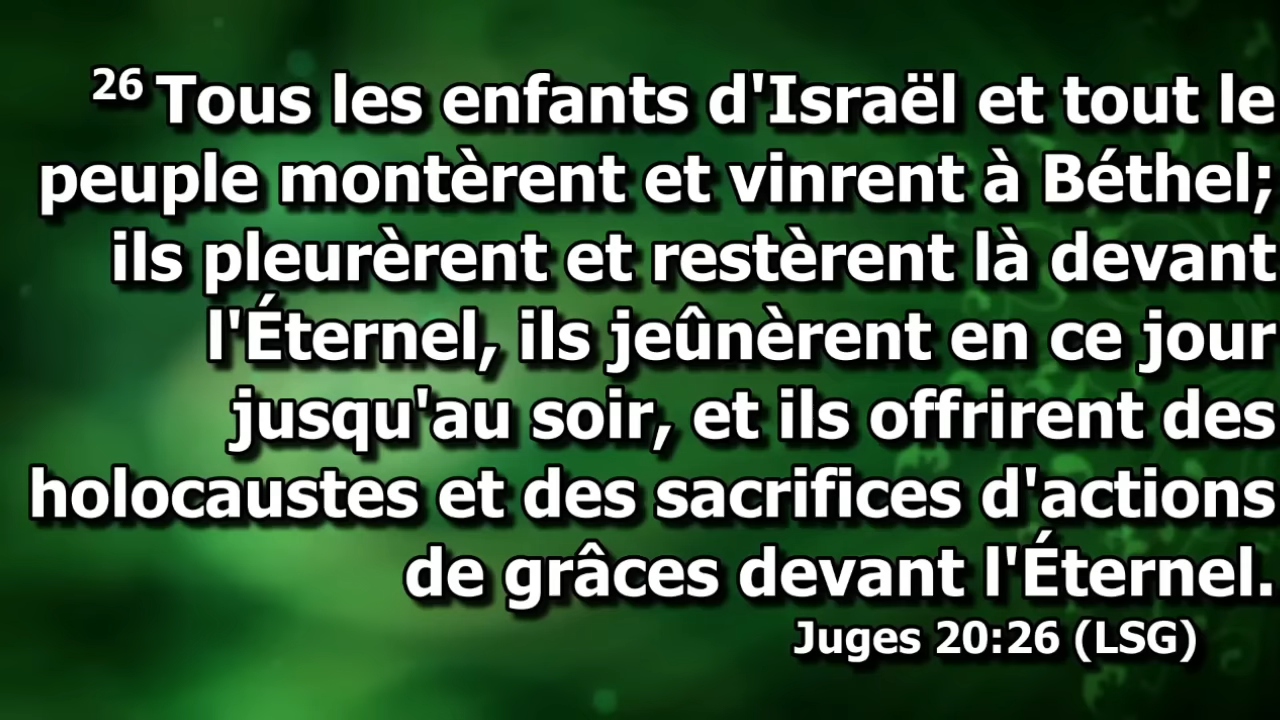 26 Tous les enfants d'Israël et tout le
peuple montèrent et vinrent à Béthel;
ils pleurèrent et restèrent là devant
l'Éternel, ils jeûnèrent en ce jour
jusqu'au soir, et ils offrirent des
holocaustes et des sacrifices d'actions
de grâces devant l'Éternel.
Juges 20:26 (LSG)